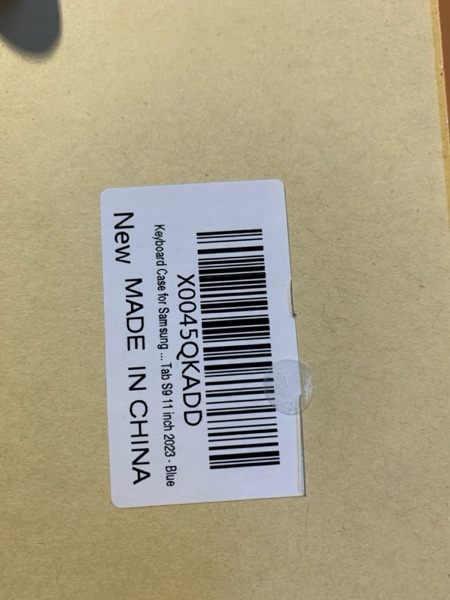 X0045QKADD
Keyboard Case for Samsung ... Tab S9 11 inch 2023 - Blue
New MADE IN CHINA